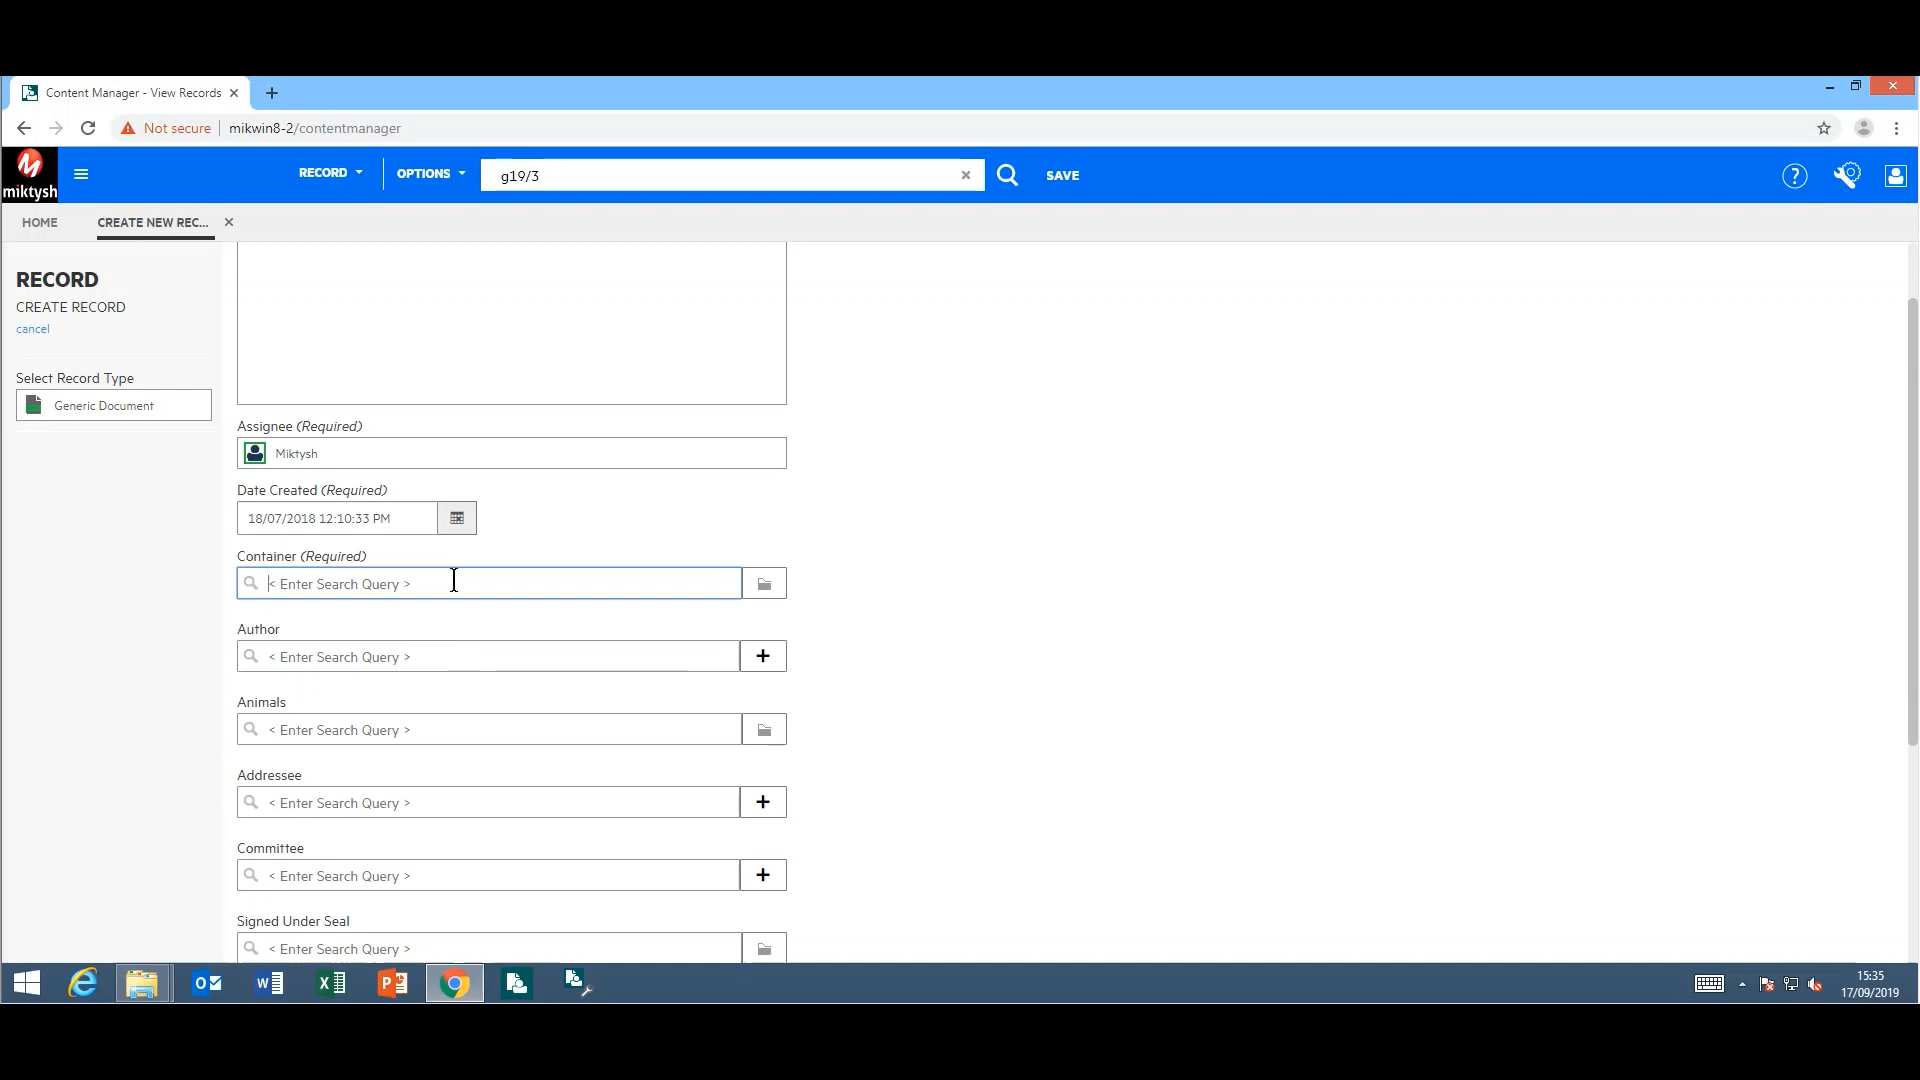 Content Manager - View Records
Not secure
mikwin8-2/contentmanager
miktysh
RECORD
OPTIONS
g19/3
SAVE
HOME
CREATE NEW REC...
RECORD
CREATE RECORD
cancel
Select Record Type
Generic Document
Assignee (Required)
Miktysh
Date Created (Required)
18/07/2018 12:10:33 PM
Container (Required)
< Enter Search Query >
Author
< Enter Search Query >
Animals
< Enter Search Query >
Addressee
< Enter Search Query >
Committee
< Enter Search Query >
Signed Under Seal
< Enter Search Query >
15:35
17/09/2019